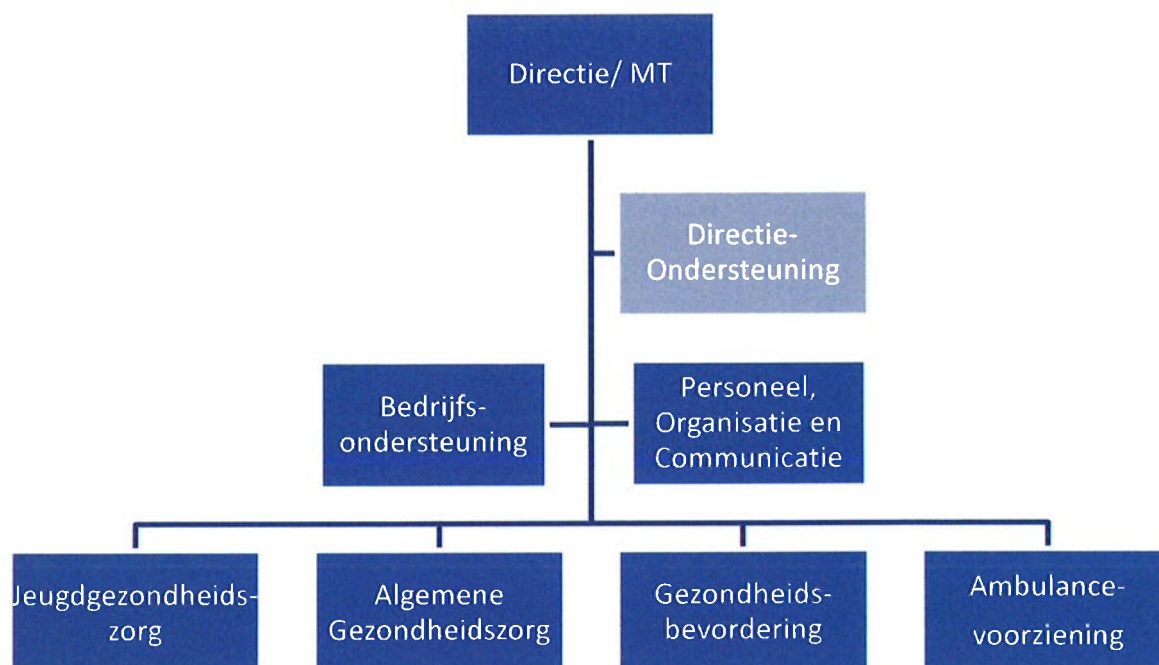 Directie/ MT
Directie-
Ondersteuning
Bedrijfs-
ondersteuning
Personeel,
Organisatie en
Communicatie
Jeugdgezondheids-
zorg
Algemene
Gezondheidszorg
Gezondheids-
bevordering
Ambulance-
voorziening